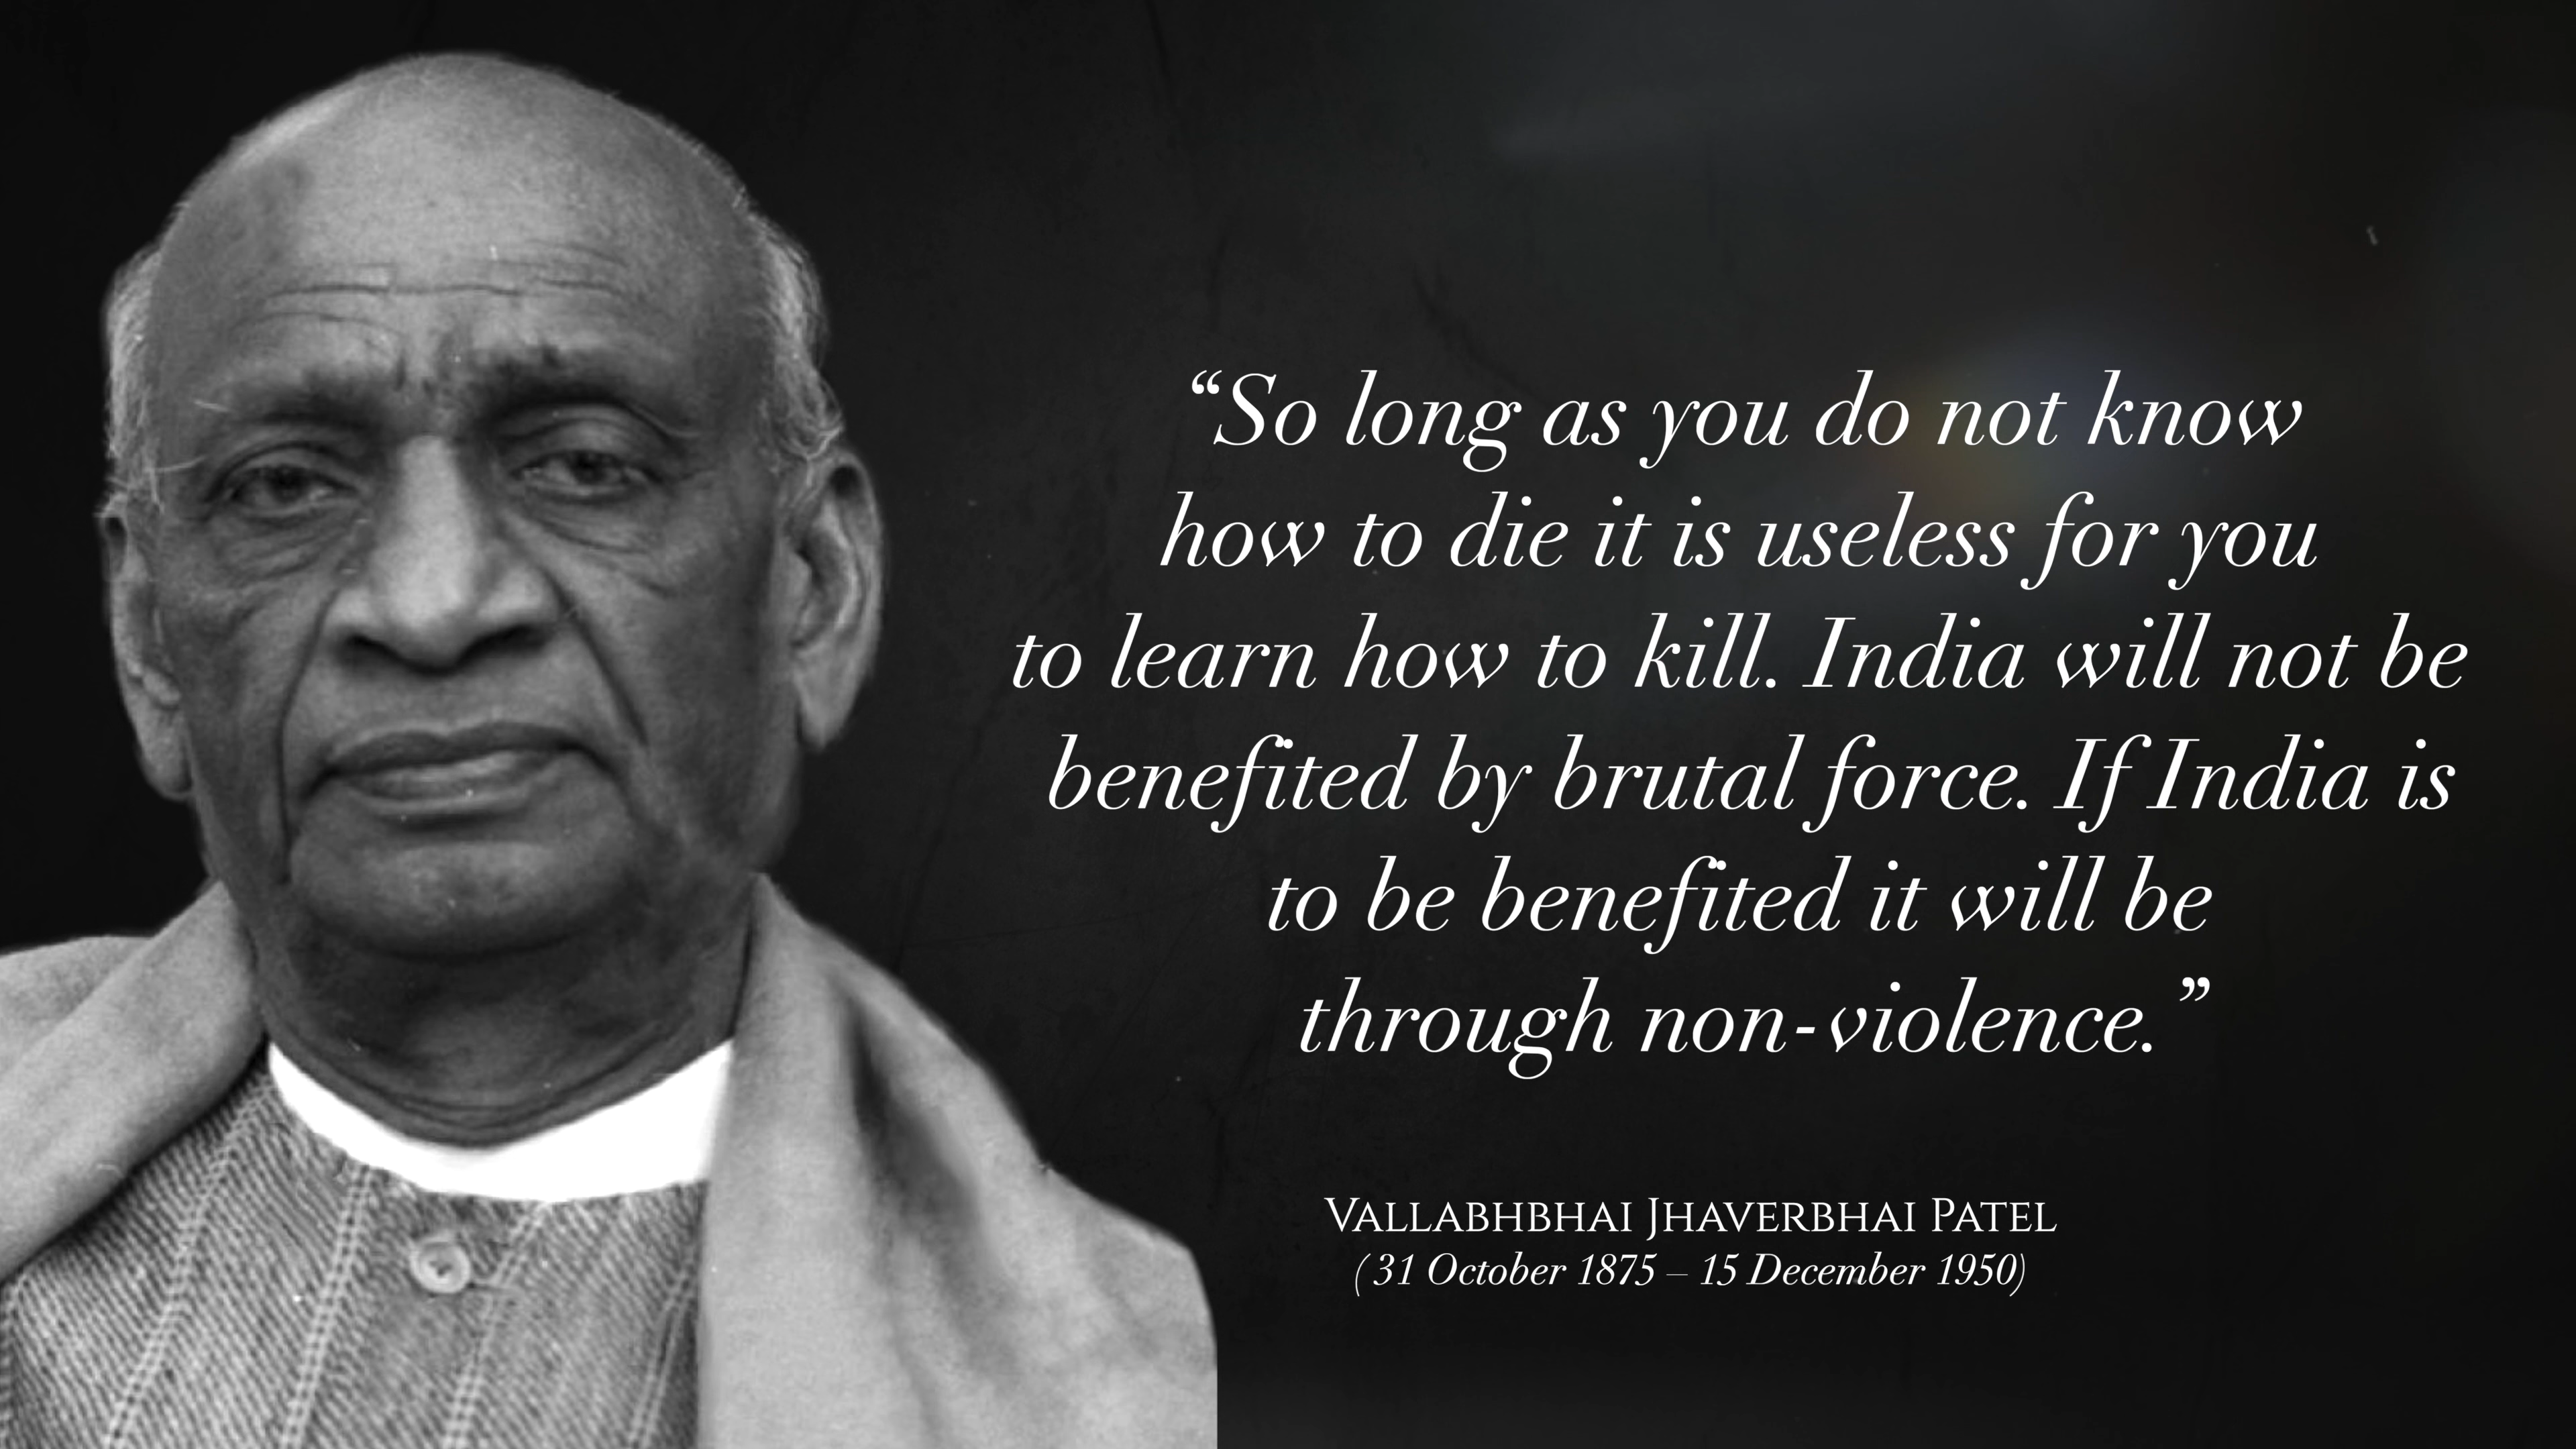 “So long as you do not know
how to die it is useless for you
to learn how to kill. India will not be
benefited by brutal force. If India is
to be benefited it will be
through non-violence.”
Vallabhbhai Jhaverbhai Patel
( 31 October 1875 – 15 December 1950)